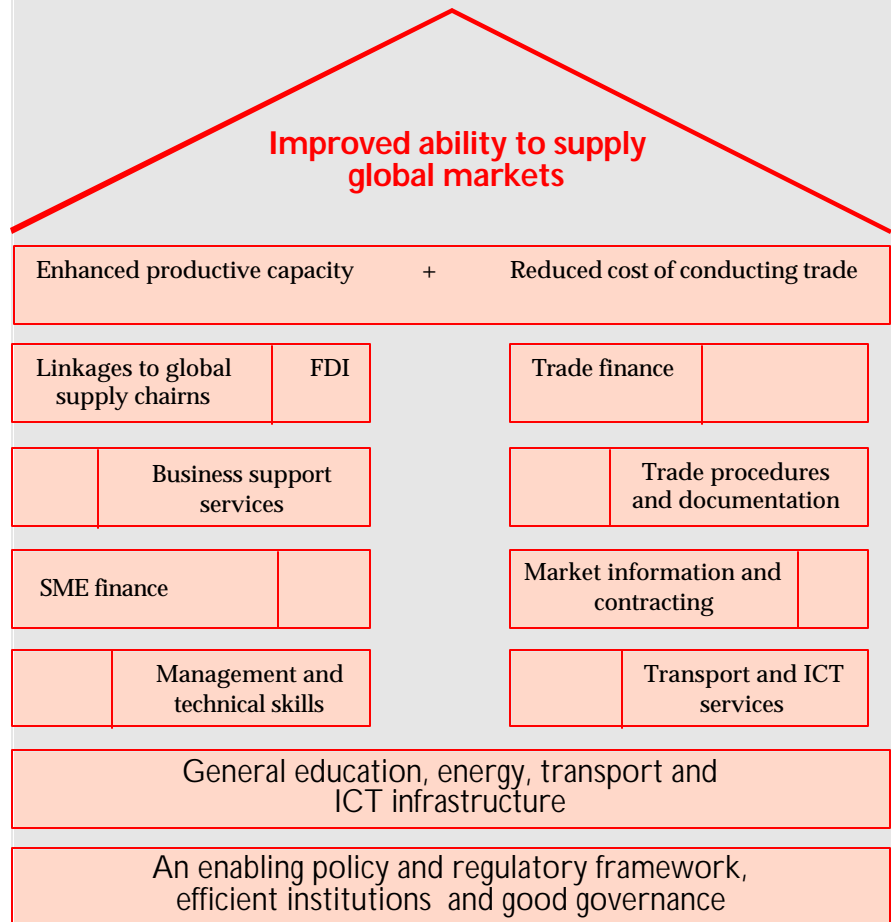 Improved ability to supply
global markets
Enhanced productive capacity + Reduced cost of conducting trade
Linkages to global
supply chairns
FDI
Trade finance
Business support
services
Trade procedures
and documentation
SME finance
Market information and
contracting
Management and
technical skills
Transport and ICT
services
General education, energy, transport and
ICT infrastructure
An enabling policy and regulatory framework,
efficient institutions and good governance